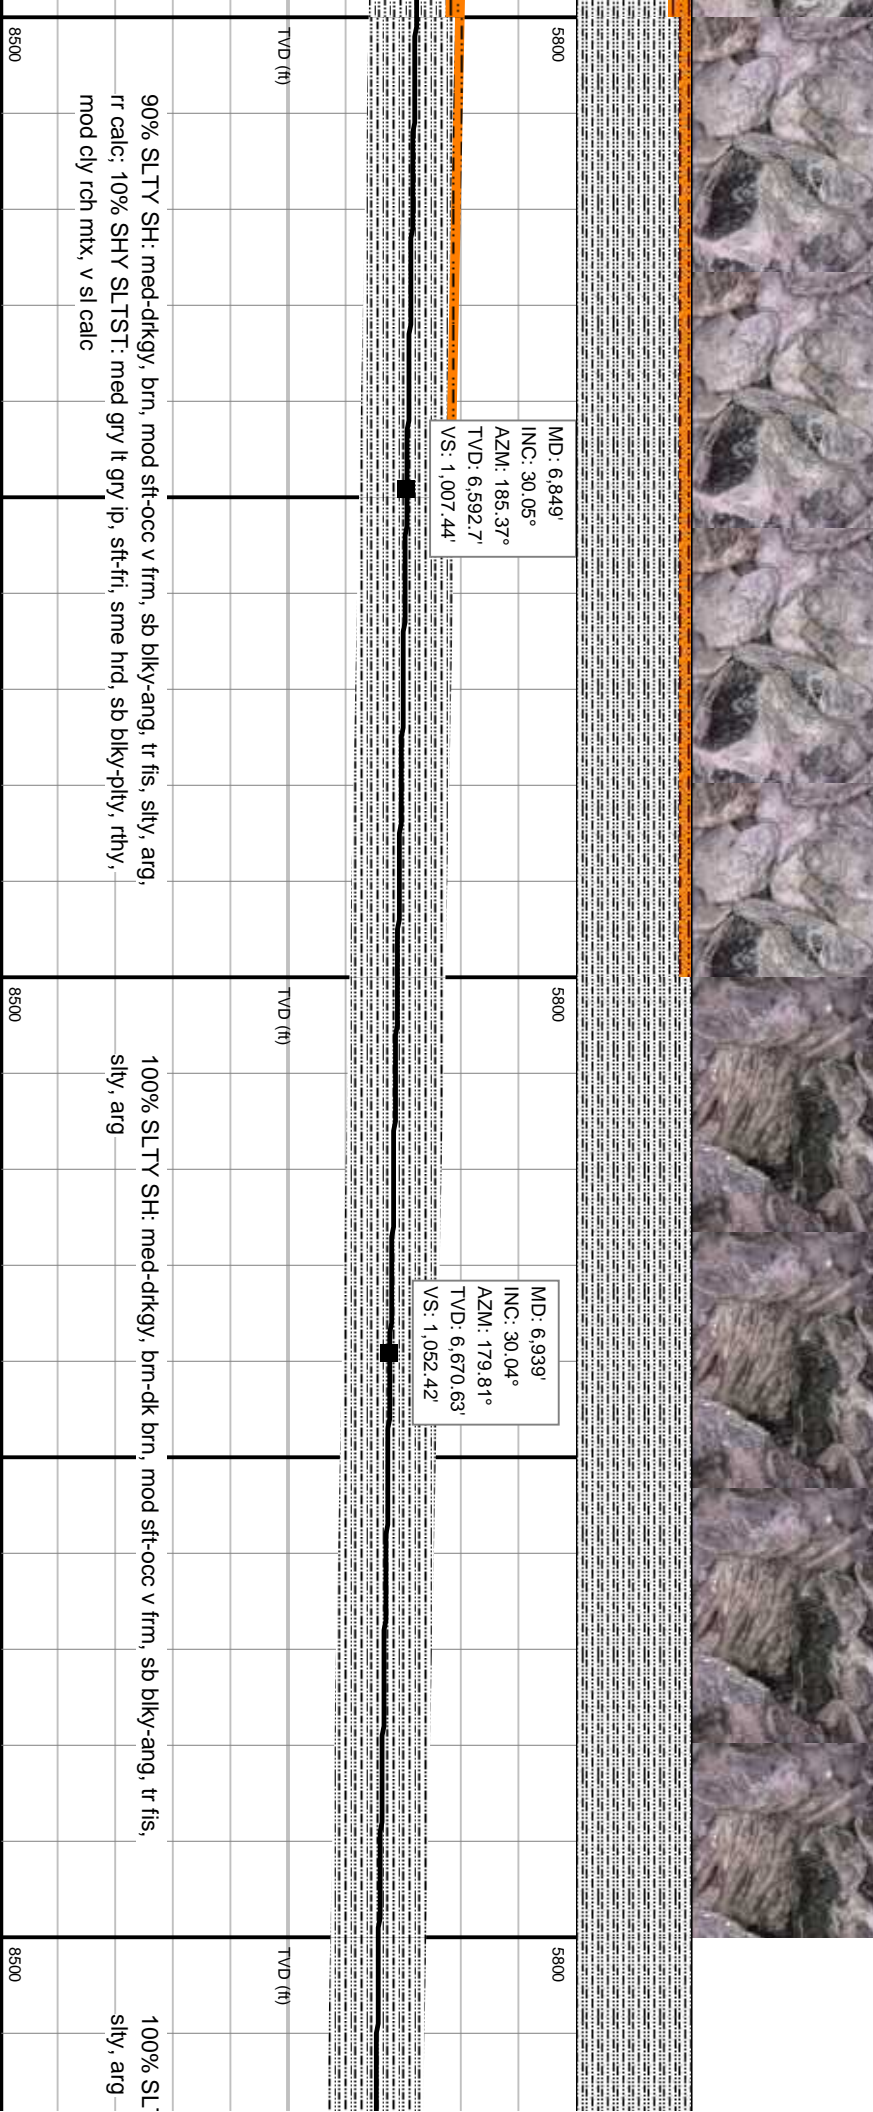 5800
TVD (ft)
8500
90% SLTY SH: med-drkgy, brn, mod sft-occ v frm, sb blky-ang, tr fis, slty, arg,
rr calc; 10% SHY SLTST: med gry lt gry ip, sft-fri, sme hrd, sb blky-plty, rthy,
mod cly rch mtx, v sl calc
MD: 6,849'
INC: 30.05°
AZM: 185.37°
TVD: 6,592.7'
VS: 1,007.44'
5800
TVD (ft)
8500
100% SLTY SH: med-drkgy, brn-dk brn, mod sft-occ v frm, sb blky-ang, tr fis,
slty, arg
MD: 6,939'
INC: 30.04°
AZM: 179.81°
TVD: 6,670.63'
VS: 1,052.42'
5800
TVD (ft)
8500
100% SLT
slty, arg